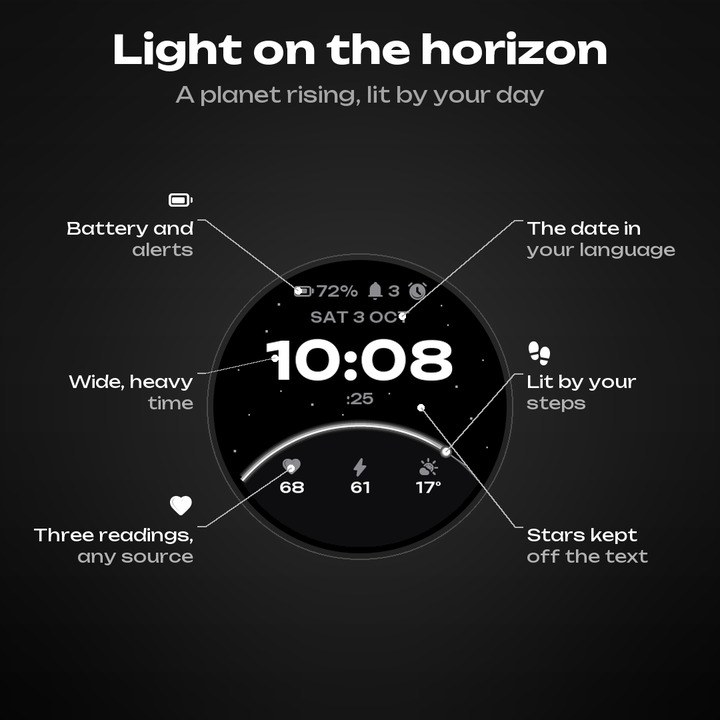 Light on the horizon
A planet rising, lit by your day
Battery and
alerts
The date in
your language
72% 3
SAT 3 OCT
10:08
:25
Wide, heavy
time
Lit by your
steps
68 61 17°
Three readings,
any source
Stars kept
off the text